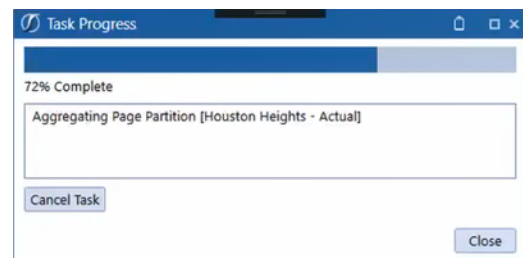 Task Progress
72% Complete
Aggregating Page Partition [Houston Heights - Actual]
Cancel Task
Close